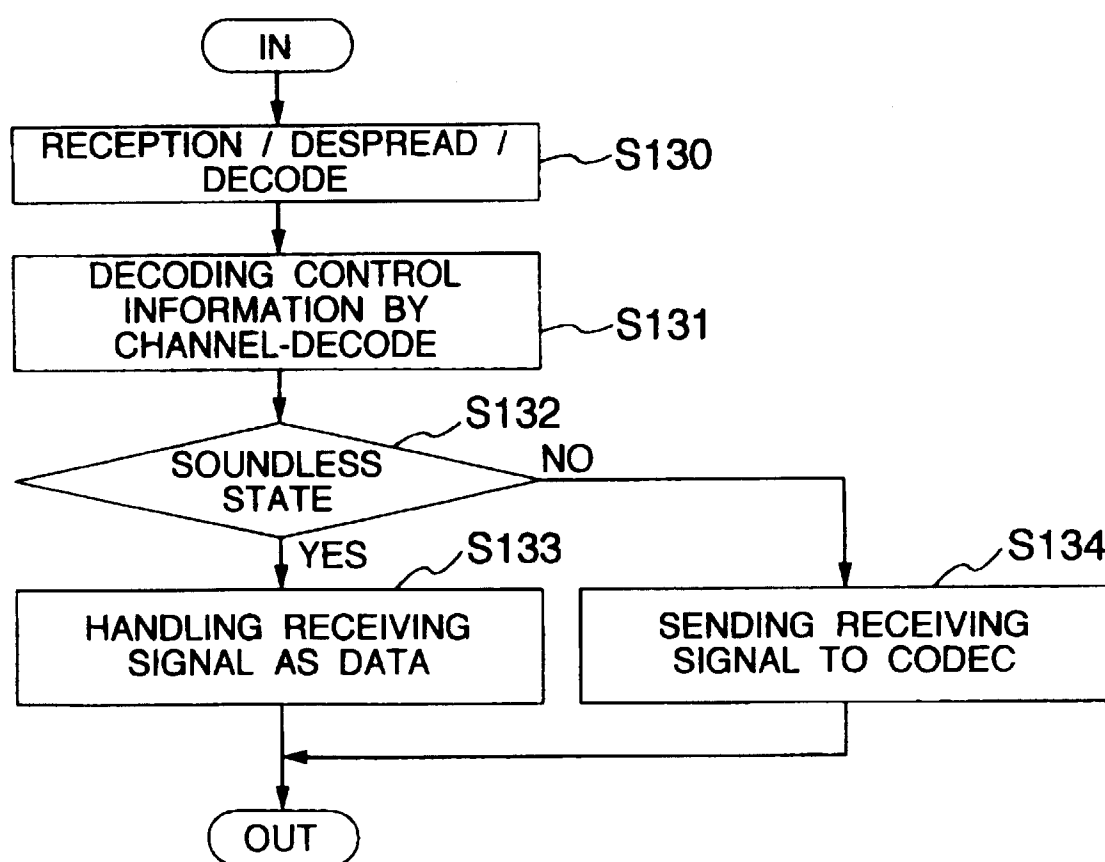 IN
RECEPTION / DESPREAD /
DECODE
S130
DECODING CONTROL
INFORMATION BY
CHANNEL-DECODE
S131
S132
SOUNDLESS
STATE
NO
YES
S133
S134
HANDLING RECEIVING
SIGNAL AS DATA
SENDING RECEIVING
SIGNAL TO CODEC
OUT